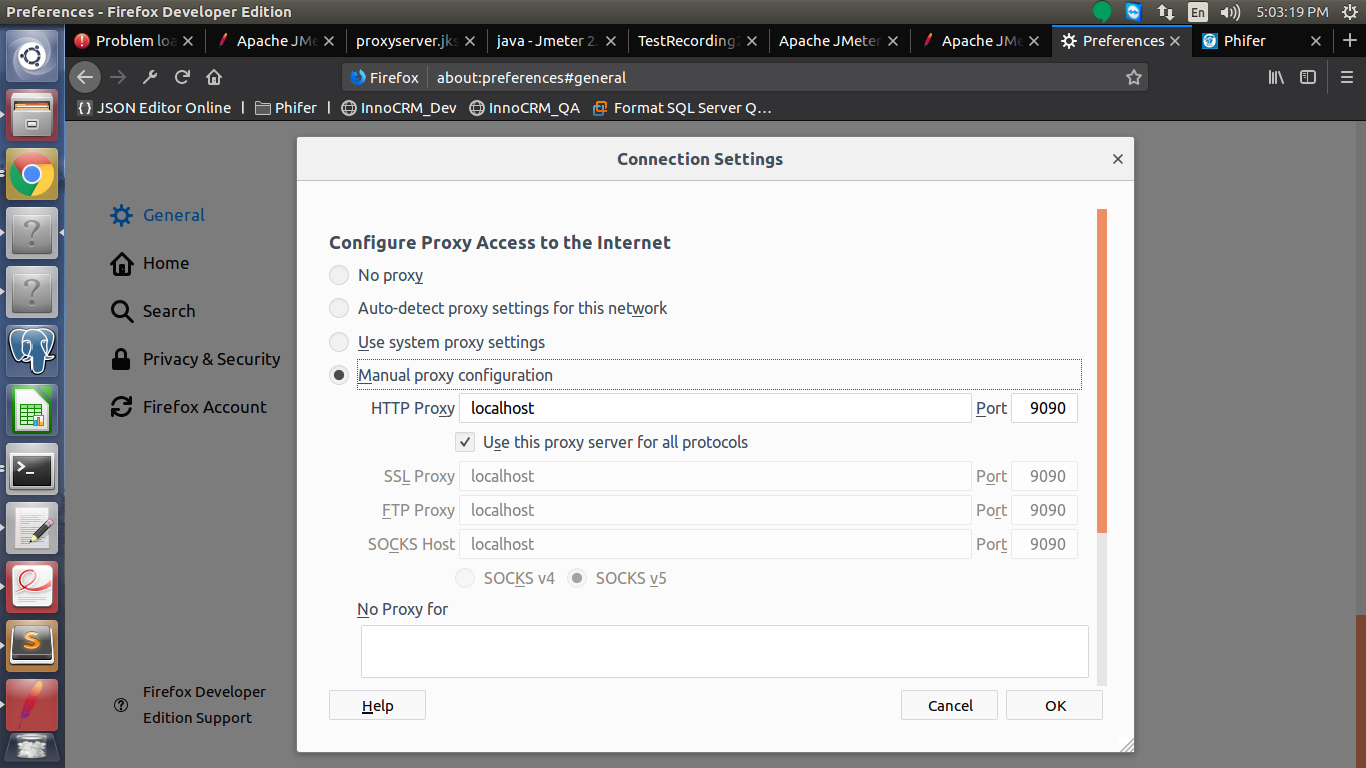 Preferences - Firefox Developer Edition
En
5:03:19 PM
Problem loa
Apache JMe
proxyserver.jks
java - Jmeter 2.
TestRecording2
Apache JMeter
Apache JMe
Preferences
Phifer
Firefox
about:preferences#general
JSON Editor Online
Phifer
InnoCRM_Dev
InnoCRM_QA
Format SQL Server Q...
Connection Settings
General
Home
Search
Privacy & Security
Firefox Account
Firefox Developer
Edition Support
Configure Proxy Access to the Internet
No proxy
Auto-detect proxy settings for this network
Use system proxy settings
Manual proxy configuration
HTTP Proxy localhost Port 9090
Use this proxy server for all protocols
SSL Proxy localhost Port 9090
FTP Proxy localhost Port 9090
SOCKS Host localhost Port 9090
SOCKS v4 SOCKS v5
No Proxy for
Help
Cancel
OK